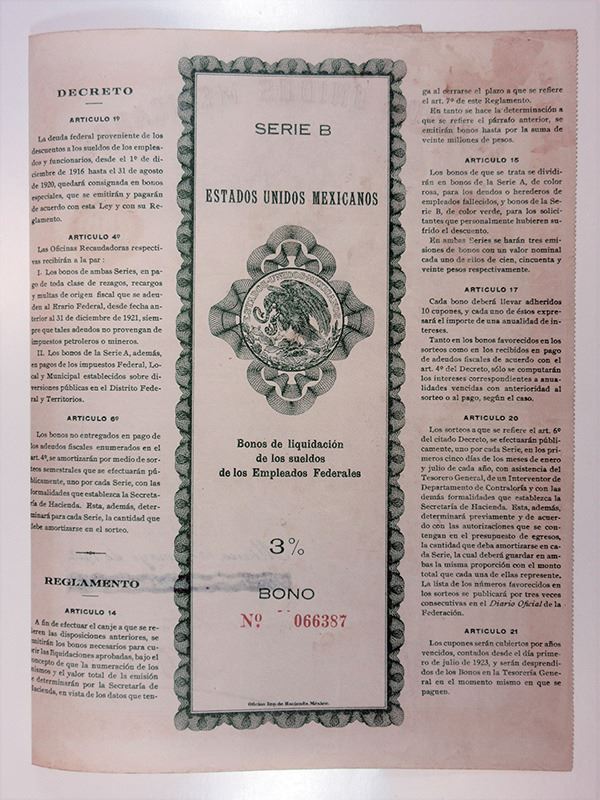 DECRETO
ARTICULO 1º
La deuda federal proveniente de los
descuentos a los sueldos de los emplea-
dos y funcionarios, desde el 1º de di-
ciembre de 1916 hasta el 31 de agosto
de 1920, quedará consignada en bonos
especiales, que se emitirán y pagarán
de acuerdo con esta Ley y con su Re-
glamento.
ARTICULO 4º
Las Oficinas Recaudadoras respecti-
vas recibirán a la par:
I. Los bonos de ambas Series, en pa-
go de toda clase de rezagos, recargos
y multas de origen fiscal que se adeu-
den al Erario Federal, desde fecha an-
terior al 31 de diciembre de 1921, siem-
pre que tales adeudos no provengan de
impuestos petroleros o mineros.
II. Los bonos de la Serie A, además,
en pagos de los impuestos Federal, Lo-
cal y Municipal establecidos sobre di-
versiones públicas en el Distrito Fede-
ral y Territorios.
ARTICULO 6º
Los bonos no entregados en pago de
los adeudos fiscales enumerados en el
art. 4º, se amortizarán por medio de sor-
teos semestrales que se efectuarán pú-
blicamente, uno por cada Serie, con las
formalidades que establezca la Secreta-
ría de Hacienda. Esta, además, deter-
minará para cada Serie, la cantidad que
debe amortizarse en el sorteo.
REGLAMENTO
ARTICULO 14
A fin de efectuar el canje a que se re-
fieren las disposiciones anteriores, se
emitirán los bonos necesarios para cu-
brir las liquidaciones aprobadas, bajo el
concepto de que la numeración de los
mismos y el valor total de la emisión
se determinarán por la Secretaría de
Hacienda, en vista de los datos que ten-
SERIE B
ESTADOS UNIDOS MEXICANOS
ESTADOS·UNIDOS·MEXICANOS
Bonos de liquidación
de los sueldos
de los Empleados Federales
3%
BONO
Nº 066387
Oficina Imp. de Hacienda. México.
ga al cerrarse el plazo a que se refiere
el art. 7º de este Reglamento.
En tanto se hace la determinación a
que se refiere el párrafo anterior, se
emitirán bonos hasta por la suma de
veinte millones de pesos.
ARTICULO 15
Los bonos de que se trata se dividi-
rán en bonos de la Serie A, de color
rosa, para los deudos o herederos de
empleados fallecidos, y bonos de la Se-
rie B, de color verde, para los solici-
tantes que personalmente hubieren su-
frido el descuento.
En ambas Series se harán tres emi-
siones de bonos con un valor nominal
cada uno de ellos de cien, cincuenta y
veinte pesos respectivamente.
ARTICULO 17
Cada bono deberá llevar adheridos
10 cupones, y cada uno de éstos expre-
sará el importe de una anualidad de in-
tereses.
Tanto en los bonos favorecidos en los
sorteos como en los recibidos en pago
de adeudos fiscales de acuerdo con el
art. 4º del Decreto, sólo se computarán
los intereses correspondientes a anua-
lidades vencidas con anterioridad al
sorteo o al pago, según el caso.
ARTICULO 20
Los sorteos a que se refiere el art. 6º
del citado Decreto, se efectuarán públi-
camente, uno por cada Serie, en los pri-
meros cinco días de los meses de enero
y julio de cada año, con asistencia del
Tesorero General, de un Interventor de
Departamento de Contraloría y con las
demás formalidades que establezca la
Secretaría de Hacienda. Esta, además,
determinará previamente y de acuer-
do con las autorizaciones que se con-
tengan en el presupuesto de egresos,
la cantidad que deba amortizarse en ca-
da Serie, la cual deberá guardar en am-
bas la misma proporción con el monto
total que cada una de ellas represente.
La lista de los números favorecidos en
los sorteos se publicará por tres veces
consecutivas en el Diario Oficial de la
Federación.
ARTICULO 21
Los cupones serán cubiertos por años
vencidos, contados desde el día prime-
ro de julio de 1923, y serán desprendi-
dos de los Bonos en la Tesorería Gene-
ral en el momento mismo en que se
paguen.